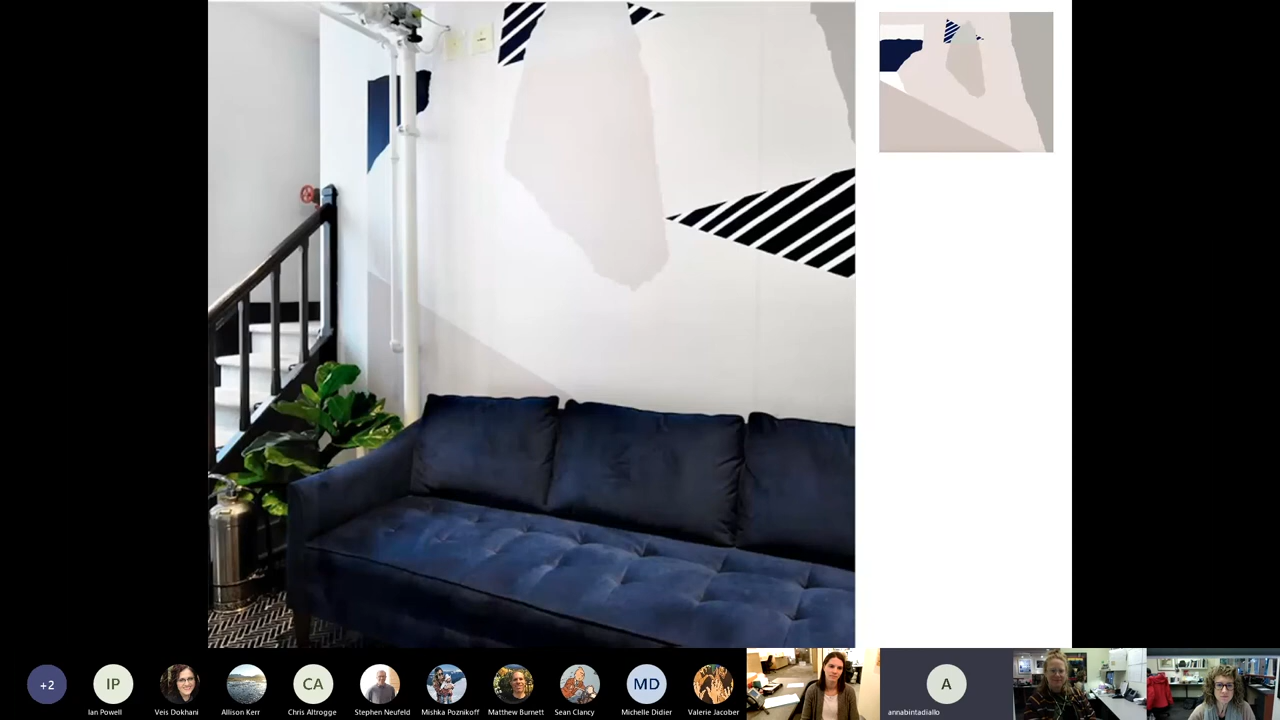 +2
IP
CA
MD
A
Ian Powell
Veis Dokhani
Allison Kerr
Chris Altrogge
Stephen Neufeld
Mishka Poznikoff
Matthew Burnett
Sean Clancy
Michelle Didier
Valerie Jacober
annabintadiallo